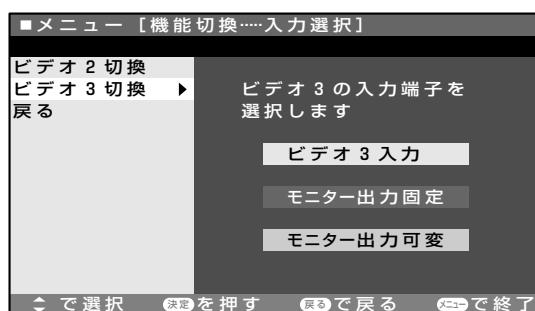 ■メニュー [機能切換……入力選択]
ビデオ2切換
ビデオ3切換
戻る
ビデオ3の入力端子を
選択します
ビデオ3入力
モニター出力固定
モニター出力可変
で選択 決定を押す 戻るで戻る メニューで終了